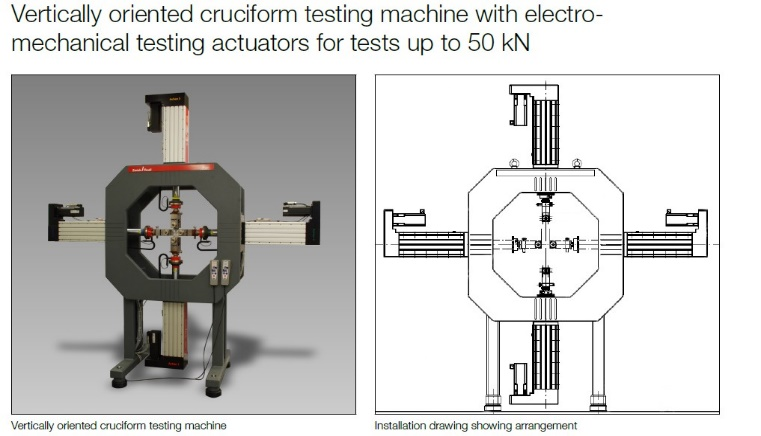 Vertically oriented cruciform testing machine with electro-
mechanical testing actuators for tests up to 50 kN
Vertically oriented cruciform testing machine
Installation drawing showing arrangement